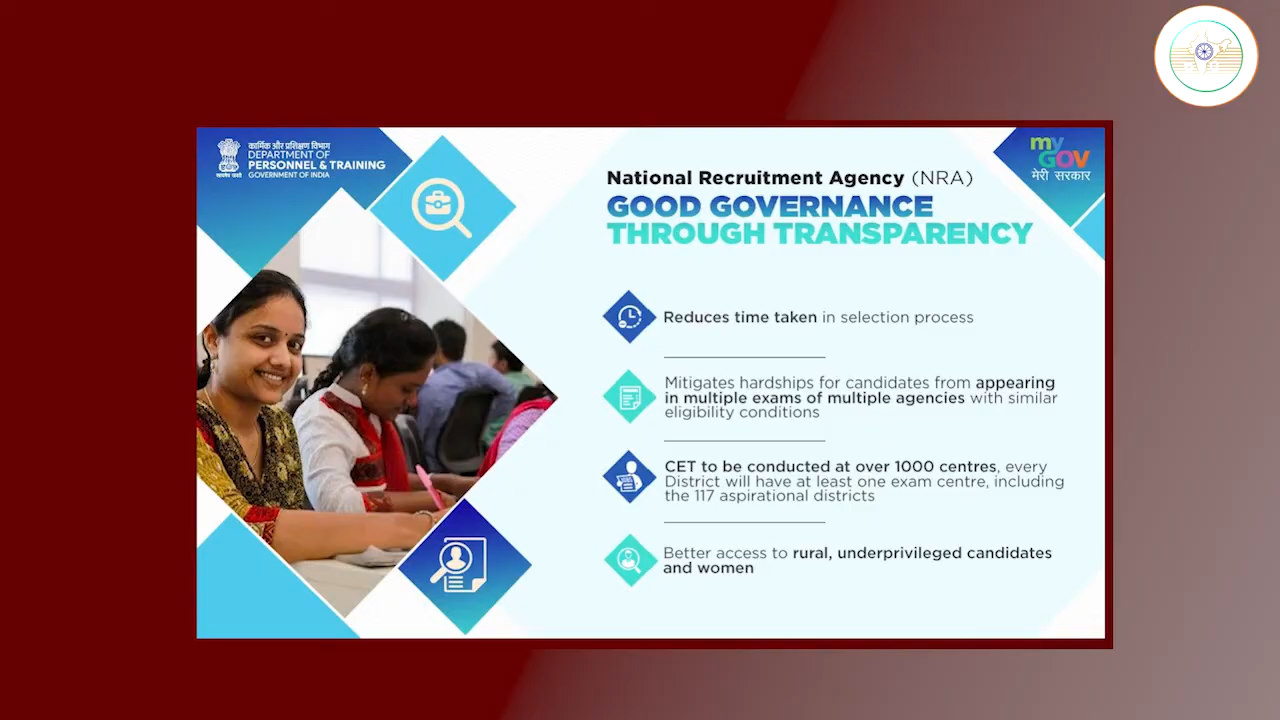 कार्मिक और प्रशिक्षण विभाग
DEPARTMENT OF
PERSONNEL & TRAINING
GOVERNMENT OF INDIA
सत्यमेव जयते
my
GOV
मेरी सरकार
National Recruitment Agency (NRA)
GOOD GOVERNANCE
THROUGH TRANSPARENCY
Reduces time taken in selection process
Mitigates hardships for candidates from appearing
in multiple exams of multiple agencies with similar
eligibility conditions
CET to be conducted at over 1000 centres, every
District will have at least one exam centre, including
the 117 aspirational districts
Better access to rural, underprivileged candidates
and women